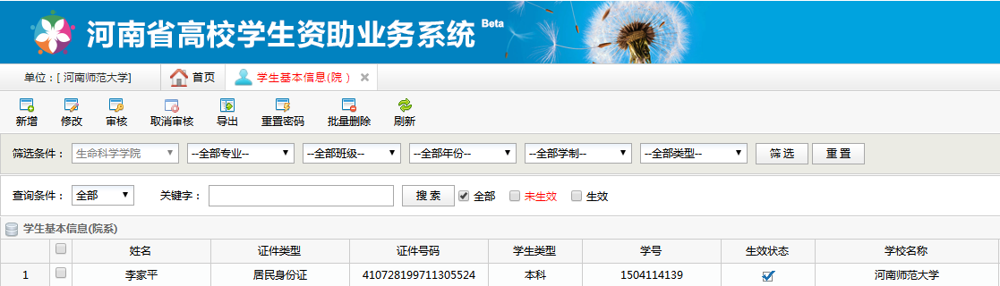 河南省高校学生资助业务系统 Beta
单位：[ 河南师范大学] 首页 学生基本信息(院 )
新增 修改 审核 取消审核 导出 重置密码 批量删除 刷新
筛选条件： 生命科学学院 --全部专业-- --全部班级-- --全部年份-- --全部学制-- --全部类型-- 筛 选 重 置
查询条件： 全部 关键字： 搜 索 全部 未生效 生效
学生基本信息(院系)
姓名 证件类型 证件号码 学生类型 学号 生效状态 学校名称
1 李家平 居民身份证 410728199711305524 本科 1504114139 河南师范大学